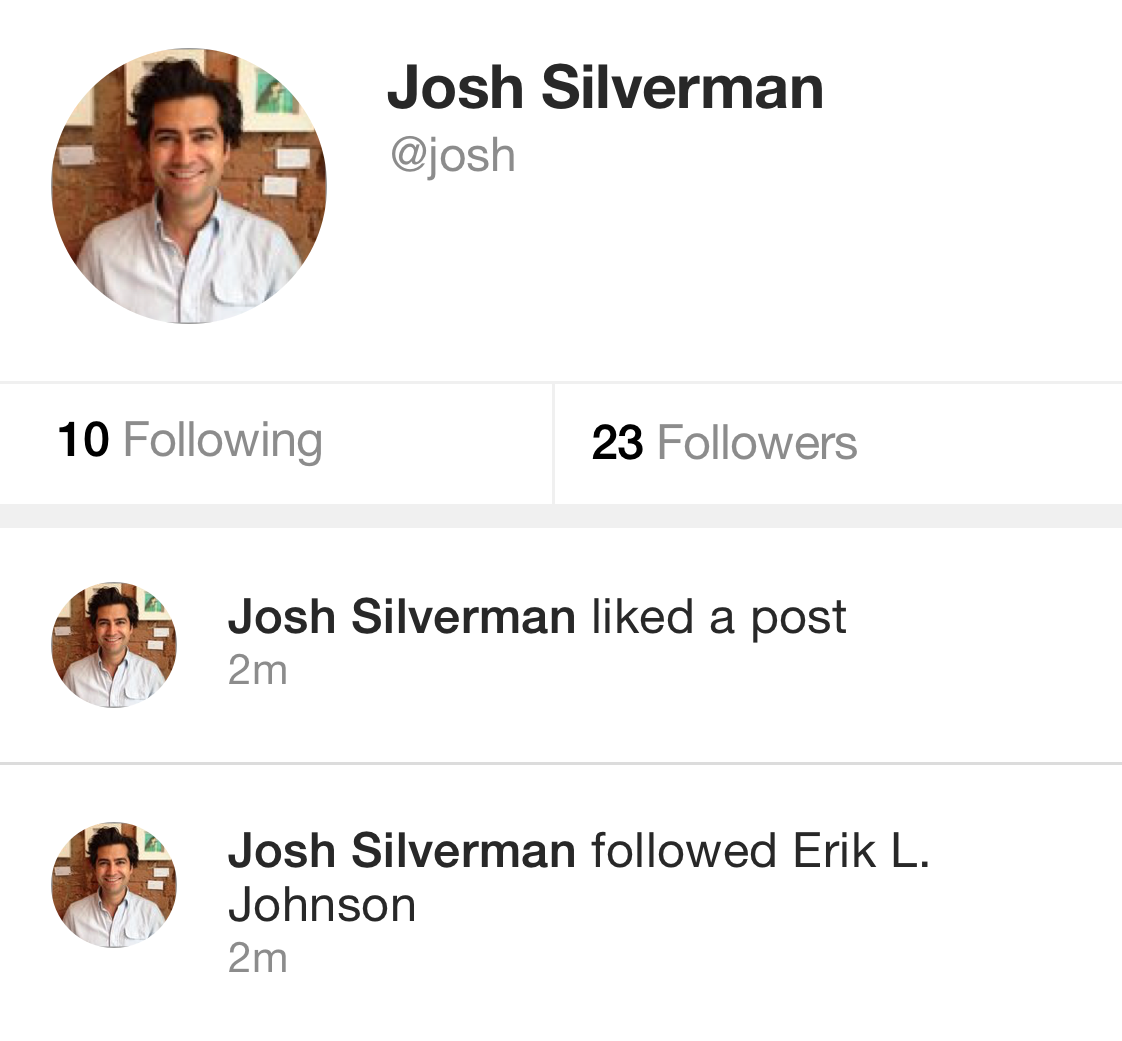 Josh Silverman
@josh
10 Following
23 Followers
Josh Silverman liked a post
2m
Josh Silverman followed Erik L.
Johnson
2m